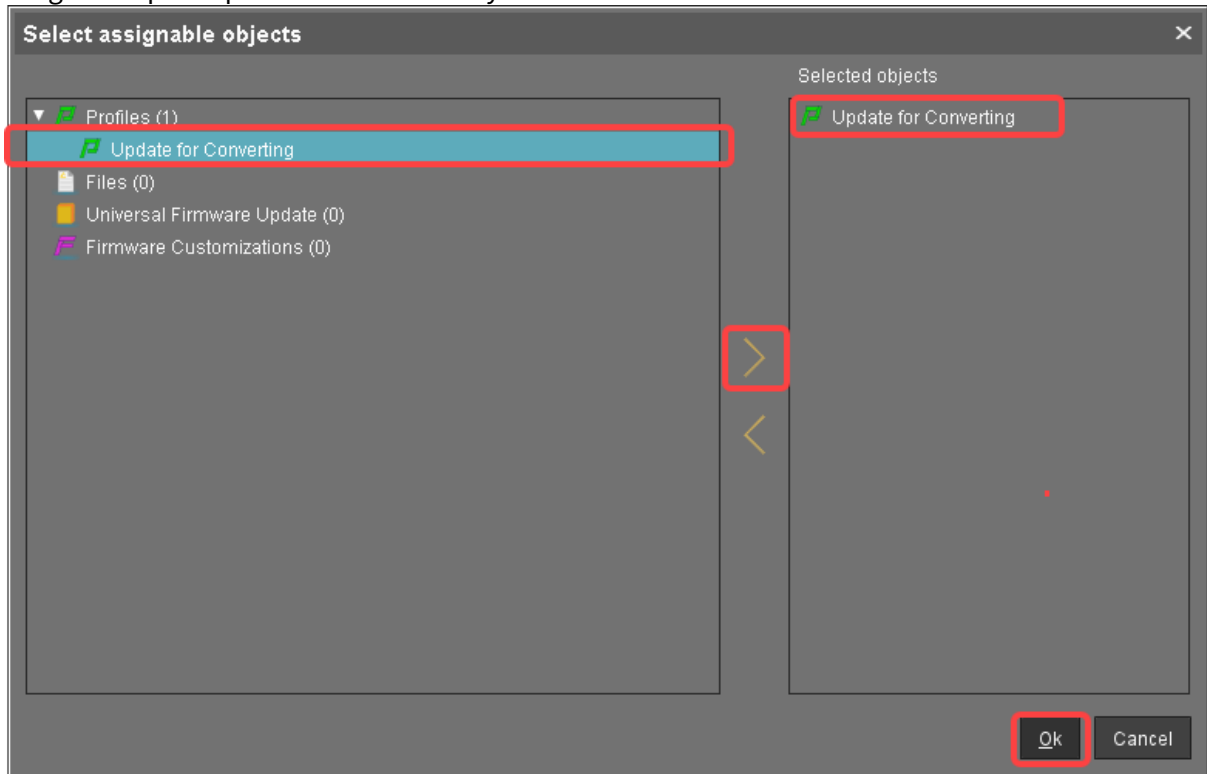 Select assignable objects
Selected objects
Profiles (1)
Update for Converting
Files (0)
Universal Firmware Update (0)
Firmware Customizations (0)
Update for Converting
Ok
Cancel